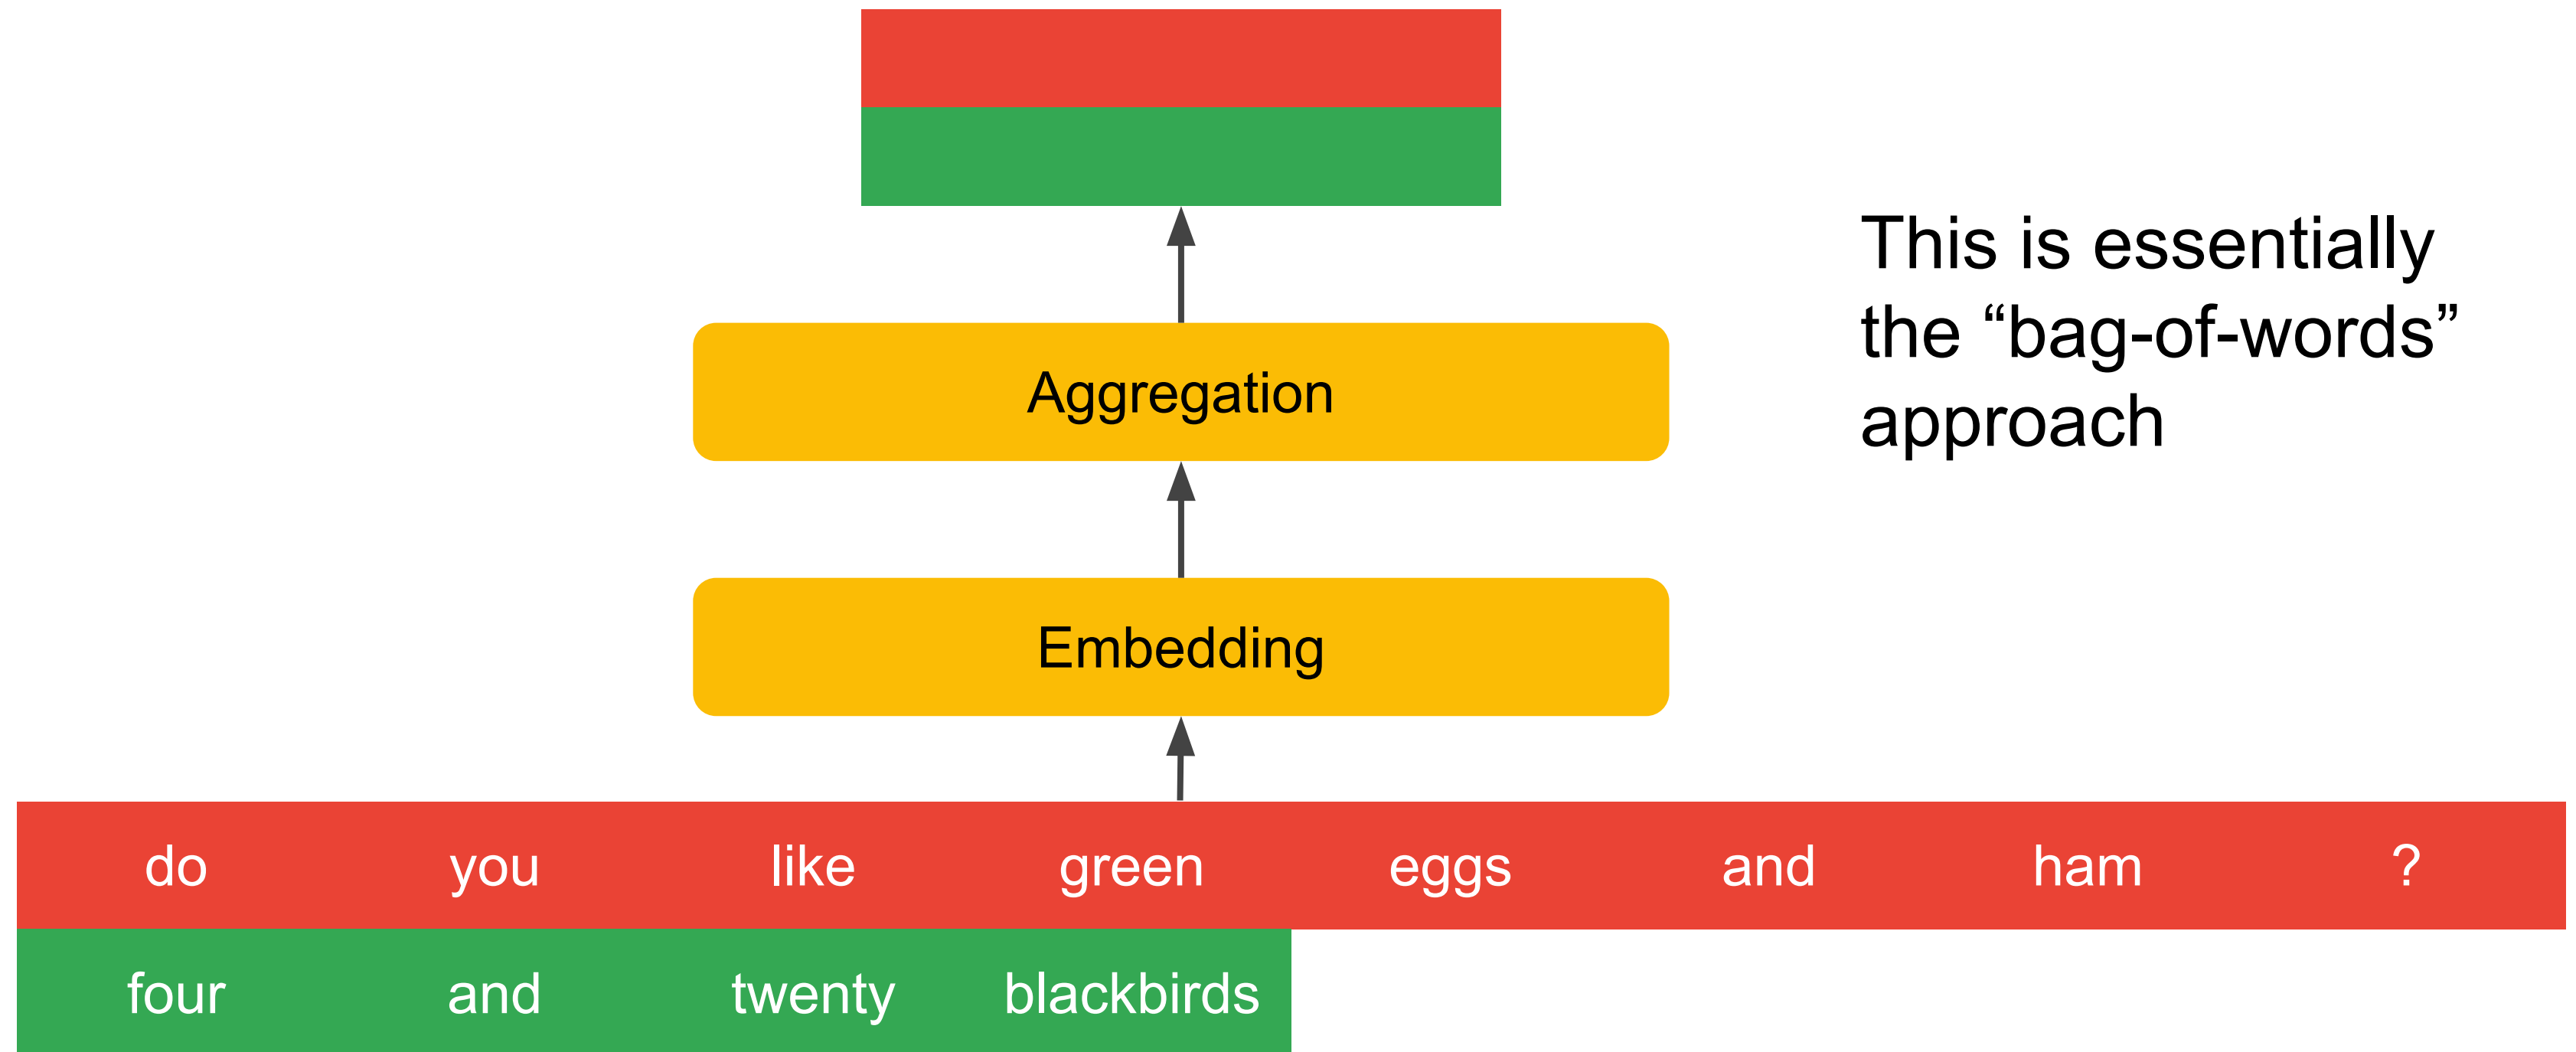 This is essentially
the “bag-of-words”
approach
Aggregation
Embedding
do you like green eggs and ham ?
four and twenty blackbirds